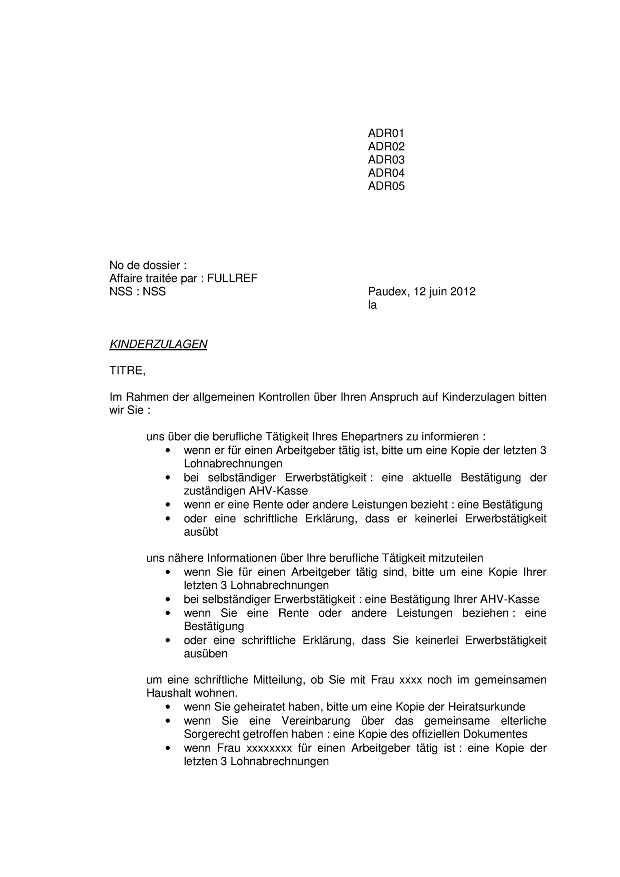 ADR01
ADR02
ADR03
ADR04
ADR05
No de dossier :
Affaire traitée par : FULLREF
NSS : NSS
Paudex, 12 juin 2012
la
KINDERZULAGEN
TITRE,
Im Rahmen der allgemeinen Kontrollen über Ihren Anspruch auf Kinderzulagen bitten
wir Sie :
uns über die berufliche Tätigkeit Ihres Ehepartners zu informieren :
• wenn er für einen Arbeitgeber tätig ist, bitte um eine Kopie der letzten 3
Lohnabrechnungen
• bei selbständiger Erwerbstätigkeit : eine aktuelle Bestätigung der
zuständigen AHV-Kasse
• wenn er eine Rente oder andere Leistungen bezieht : eine Bestätigung
• oder eine schriftliche Erklärung, dass er keinerlei Erwerbstätigkeit
ausübt
uns nähere Informationen über Ihre berufliche Tätigkeit mitzuteilen
• wenn Sie für einen Arbeitgeber tätig sind, bitte um eine Kopie Ihrer
letzten 3 Lohnabrechnungen
• bei selbständiger Erwerbstätigkeit : eine Bestätigung Ihrer AHV-Kasse
• wenn Sie eine Rente oder andere Leistungen beziehen : eine
Bestätigung
• oder eine schriftliche Erklärung, dass Sie keinerlei Erwerbstätigkeit
ausüben
um eine schriftliche Mitteilung, ob Sie mit Frau xxxx noch im gemeinsamen
Haushalt wohnen.
• wenn Sie geheiratet haben, bitte um eine Kopie der Heiratsurkunde
• wenn Sie eine Vereinbarung über das gemeinsame elterliche
Sorgerecht getroffen haben : eine Kopie des offiziellen Dokumentes
• wenn Frau xxxxxxxx für einen Arbeitgeber tätig ist : eine Kopie der
letzten 3 Lohnabrechnungen